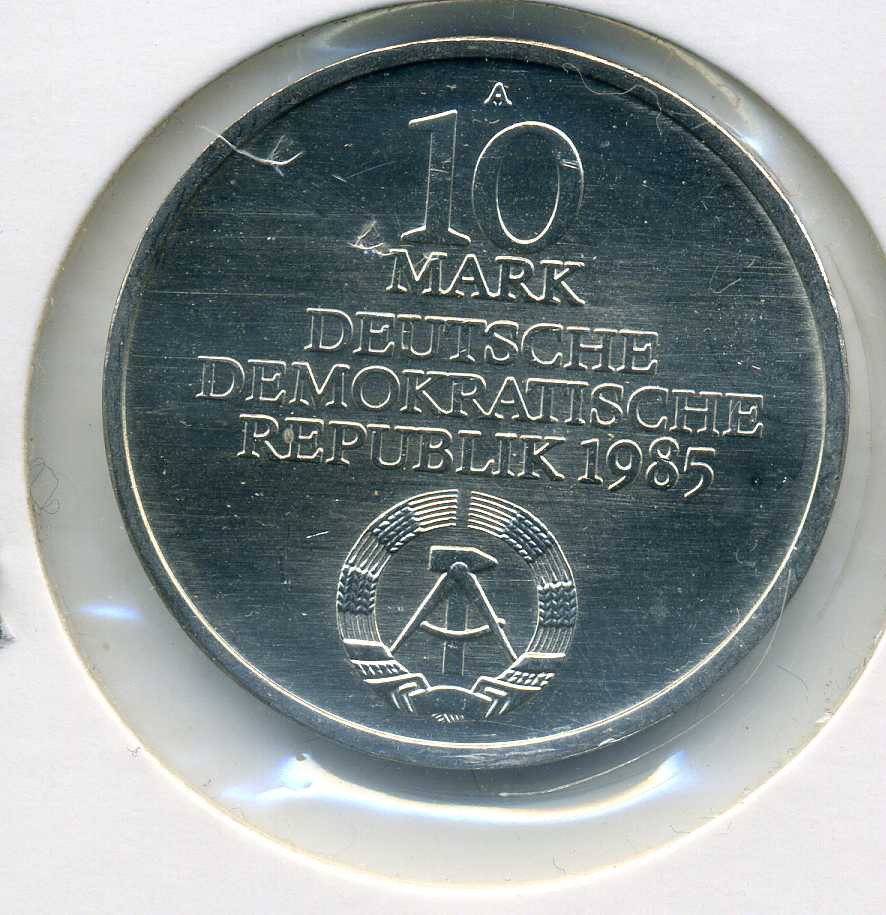 A
10
MARK
DEUTSCHE
DEMOKRATISCHE
REPUBLIK 1985